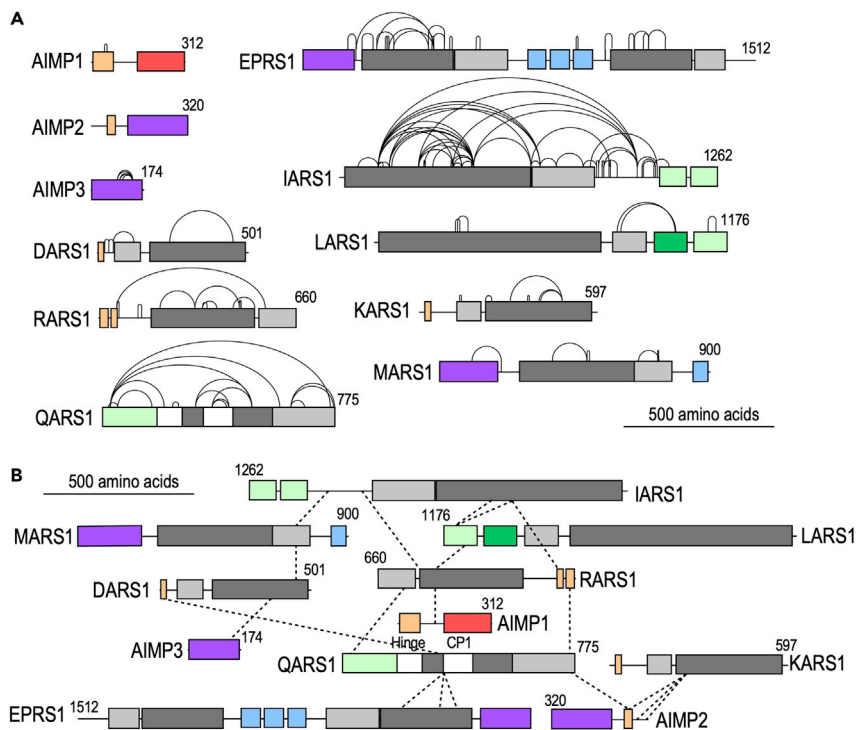 A
AIMP1 312
EPRS1 1512
AIMP2 320
IARS1 1262
AIMP3 174
DARS1 501
LARS1 1176
RARS1 660
KARS1 597
MARS1 900
QARS1 775
500 amino acids
B
500 amino acids
1262 IARS1
MARS1 900
1176 LARS1
DARS1 501
660 RARS1
312 AIMP1
Hinge CP1
AIMP3 174
QARS1 775
597 KARS1
EPRS1 1512
320 AIMP2